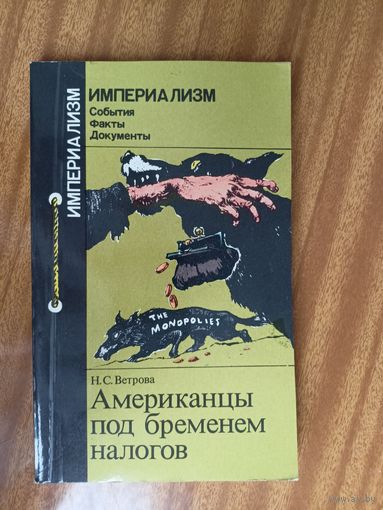 ИМПЕРИАЛИЗМ
ИМПЕРИАЛИЗМ
События
Факты
Документы
THE
MONOPOLIES
Н.С. Ветрова
Американцы
под бременем
налогов